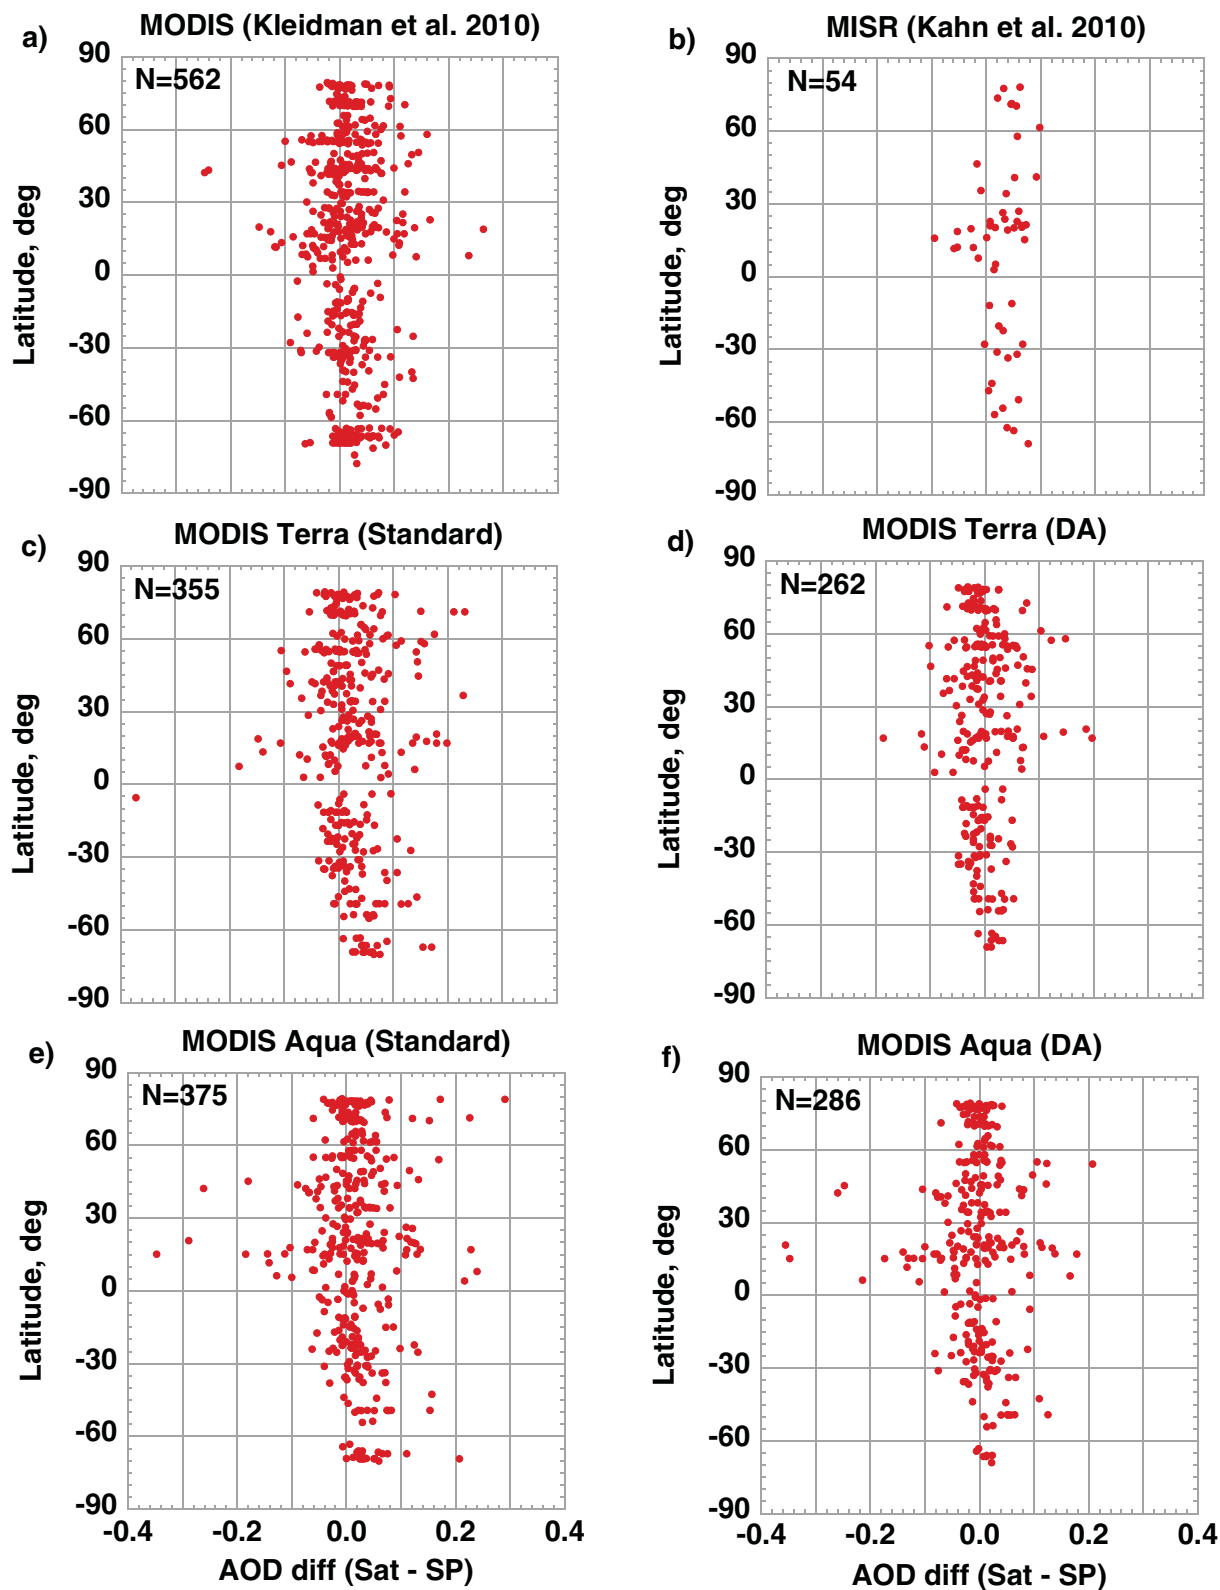 a)
MODIS (Kleidman et al. 2010)
N=562
90
60
30
0
-30
-60
-90
Latitude, deg
b)
MISR (Kahn et al. 2010)
N=54
90
60
30
0
-30
-60
-90
Latitude, deg
c)
MODIS Terra (Standard)
N=355
90
60
30
0
-30
-60
-90
Latitude, deg
d)
MODIS Terra (DA)
N=262
90
60
30
0
-30
-60
-90
Latitude, deg
e)
MODIS Aqua (Standard)
N=375
90
60
30
0
-30
-60
-90
Latitude, deg
-0.4 -0.2 0.0 0.2 0.4
AOD diff (Sat - SP)
f)
MODIS Aqua (DA)
N=286
90
60
30
0
-30
-60
-90
Latitude, deg
-0.4 -0.2 0.0 0.2 0.4
AOD diff (Sat - SP)